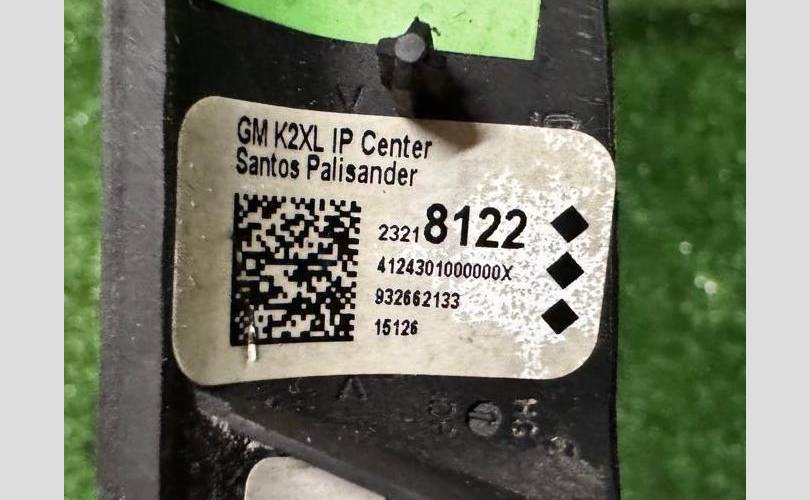 GM K2XL IP Center
Santos Palisander
23218122
4124301000000X
932662133
15126